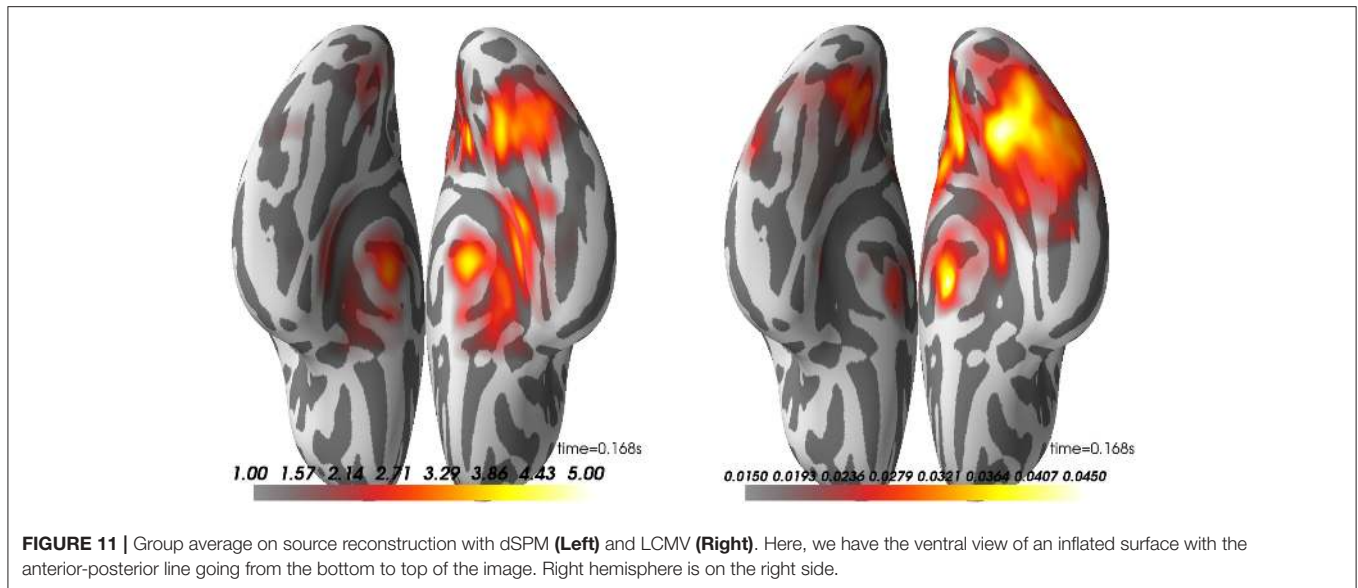 time=0.168s
1.00 1.57 2.14 2.71 3.29 3.86 4.43 5.00
time=0.168s
0.0150 0.0193 0.0236 0.0279 0.0321 0.0364 0.0407 0.0450
FIGURE 11 | Group average on source reconstruction with dSPM (Left) and LCMV (Right). Here, we have the ventral view of an inflated surface with the
anterior-posterior line going from the bottom to top of the image. Right hemisphere is on the right side.